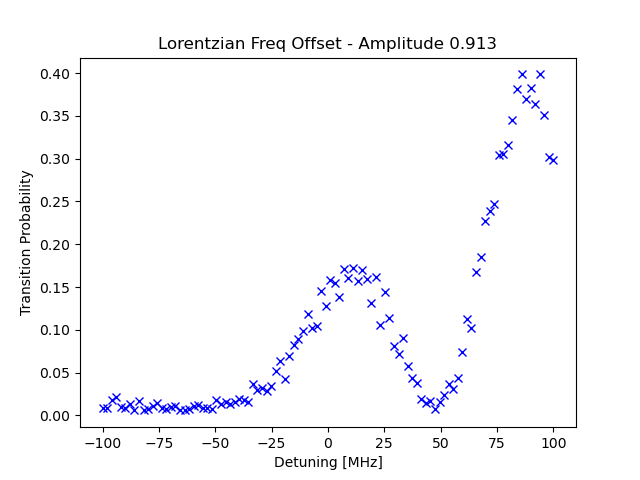 Lorentzian Freq Offset - Amplitude 0.913
Transition Probability
0.40
0.35
0.30
0.25
0.20
0.15
0.10
0.05
0.00
−100 −75 −50 −25 0 25 50 75 100
Detuning [MHz]